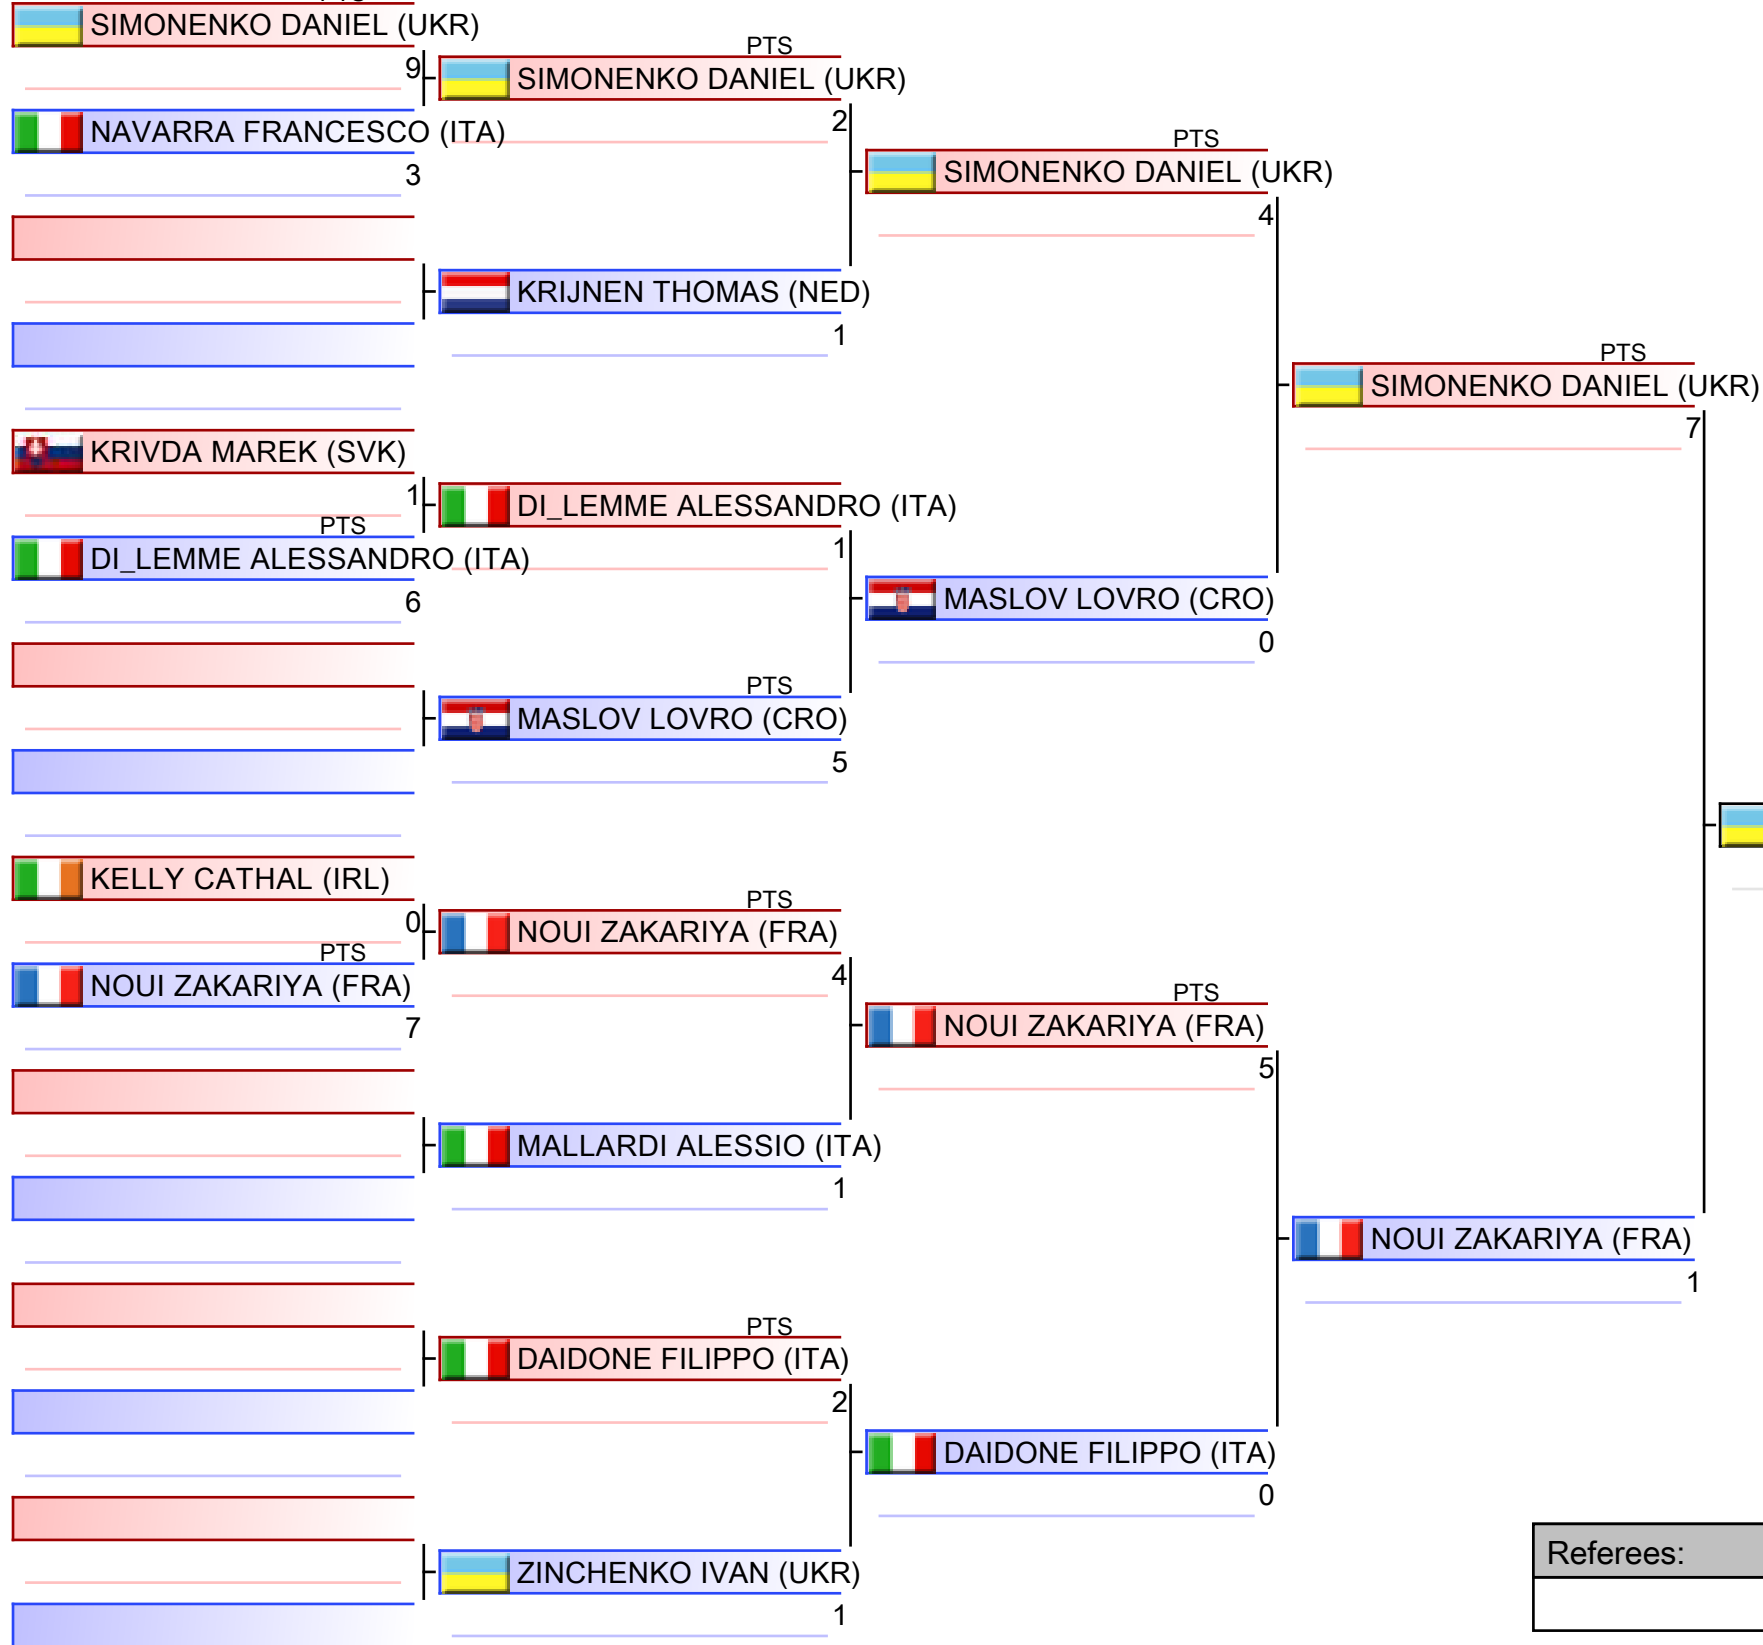 SIMONENKO DANIEL (UKR)
9
NAVARRA FRANCESCO (ITA)
3
KRIVDA MAREK (SVK)
1
PTS
DI_LEMME ALESSANDRO (ITA)
6
KELLY CATHAL (IRL)
0
PTS
NOUI ZAKARIYA (FRA)
7
PTS
SIMONENKO DANIEL (UKR)
2
KRIJNEN THOMAS (NED)
1
DI_LEMME ALESSANDRO (ITA)
1
PTS
MASLOV LOVRO (CRO)
5
PTS
NOUI ZAKARIYA (FRA)
4
MALLARDI ALESSIO (ITA)
1
PTS
DAIDONE FILIPPO (ITA)
2
ZINCHENKO IVAN (UKR)
1
PTS
SIMONENKO DANIEL (UKR)
4
MASLOV LOVRO (CRO)
0
PTS
NOUI ZAKARIYA (FRA)
5
DAIDONE FILIPPO (ITA)
0
PTS
SIMONENKO DANIEL (UKR)
7
NOUI ZAKARIYA (FRA)
1
Referees: